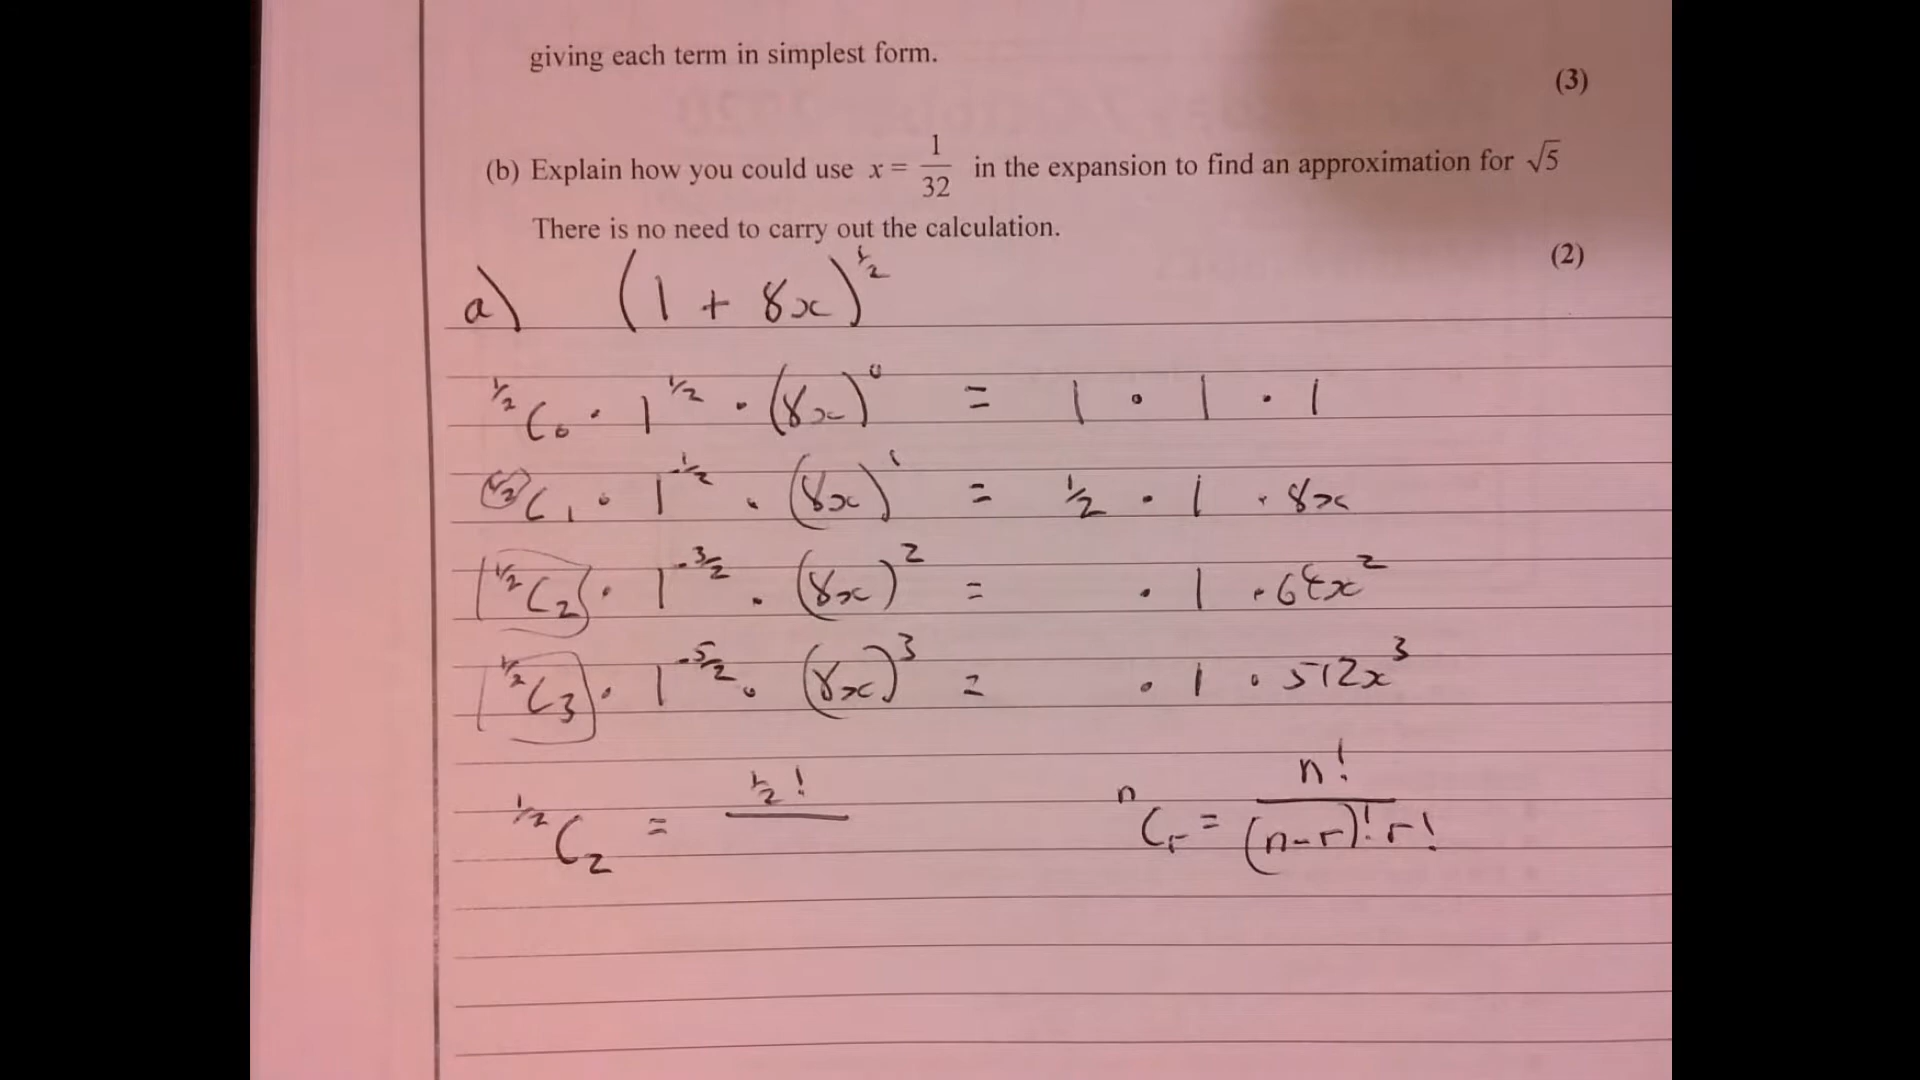 giving each term in simplest form.
(3)
(b) Explain how you could use x = 1/32 in the expansion to find an approximation for √5
There is no need to carry out the calculation.
(2)
a) (1 + 8x)^½
½C₀ · 1^½ · (8x)⁰ = 1 · 1 · 1
½C₁ · 1^-½ · (8x)¹ = ½ · 1 · 8x
½C₂ · 1^-3/2 · (8x)² = · 1 · 64x²
½C₃ · 1^-5/2 · (8x)³ = · 1 · 512x³
½C₂ = ½!
nCr = n!/(n-r)! r!